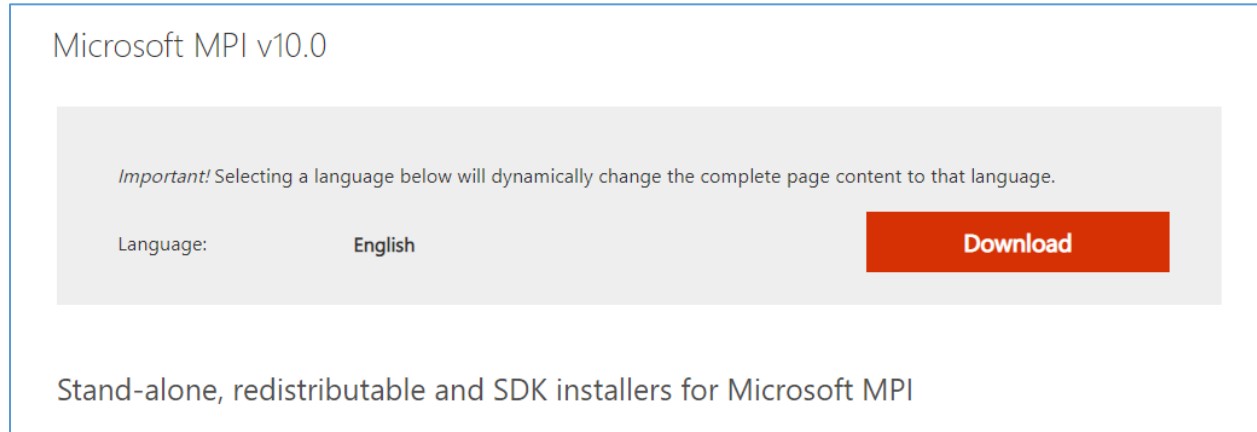 Microsoft MPI v10.0
Important! Selecting a language below will dynamically change the complete page content to that language.
Language: English Download
Stand-alone, redistributable and SDK installers for Microsoft MPI